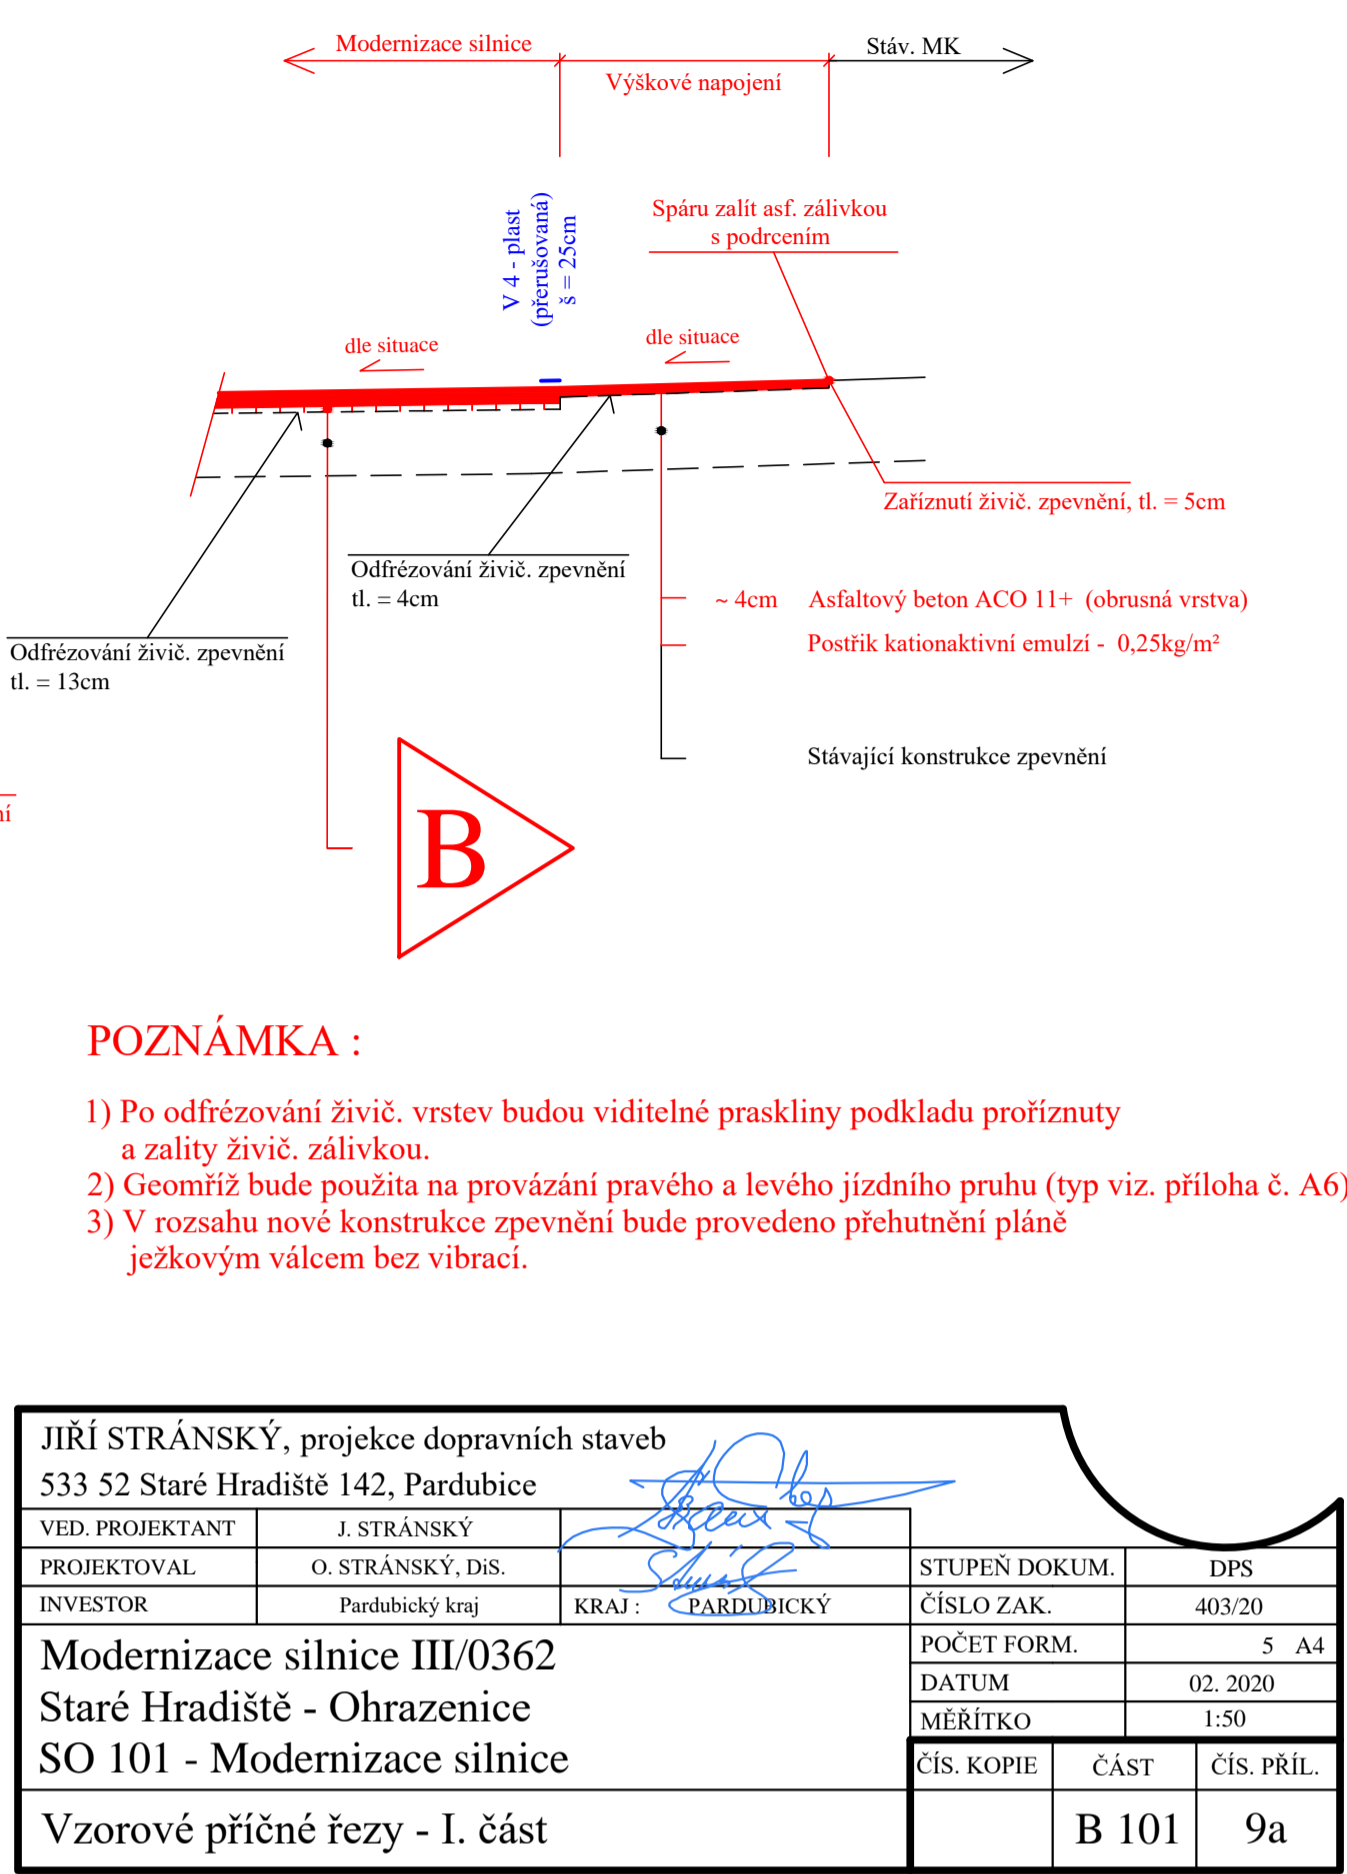 Modernizace silnice
Stáv. MK
Výškové napojení
V 4 - plast
(přerušovaná)
š = 25cm
Spáru zalít asf. zálivkou
s podrcením
dle situace
dle situace
Zaříznutí živič. zpevnění, tl. = 5cm
Odfrézování živič. zpevnění
tl. = 4cm
~ 4cm Asfaltový beton ACO 11+ (obrusná vrstva)
Postřik kationaktivní emulzí - 0,25kg/m²
Odfrézování živič. zpevnění
tl. = 13cm
Stávající konstrukce zpevnění
B
POZNÁMKA :
1) Po odfrézování živič. vrstev budou viditelné praskliny podkladu proříznuty
a zality živič. zálivkou.
2) Geomříž bude použita na provázání pravého a levého jízdního pruhu (typ viz. příloha č. A6)
3) V rozsahu nové konstrukce zpevnění bude provedeno přehutnění pláně
ježkovým válcem bez vibrací.
JIŘÍ STRÁNSKÝ, projekce dopravních staveb
533 52 Staré Hradiště 142, Pardubice
VED. PROJEKTANT J. STRÁNSKÝ
PROJEKTOVAL O. STRÁNSKÝ, DiS.
INVESTOR Pardubický kraj KRAJ : PARDUBICKÝ
STUPEŇ DOKUM. DPS
ČÍSLO ZAK. 403/20
POČET FORM. 5 A4
DATUM 02. 2020
MĚŘÍTKO 1:50
Modernizace silnice III/0362
Staré Hradiště - Ohrazenice
SO 101 - Modernizace silnice
ČÍS. KOPIE ČÁST ČÍS. PŘÍL.
Vzorové příčné řezy - I. část
B 101 9a